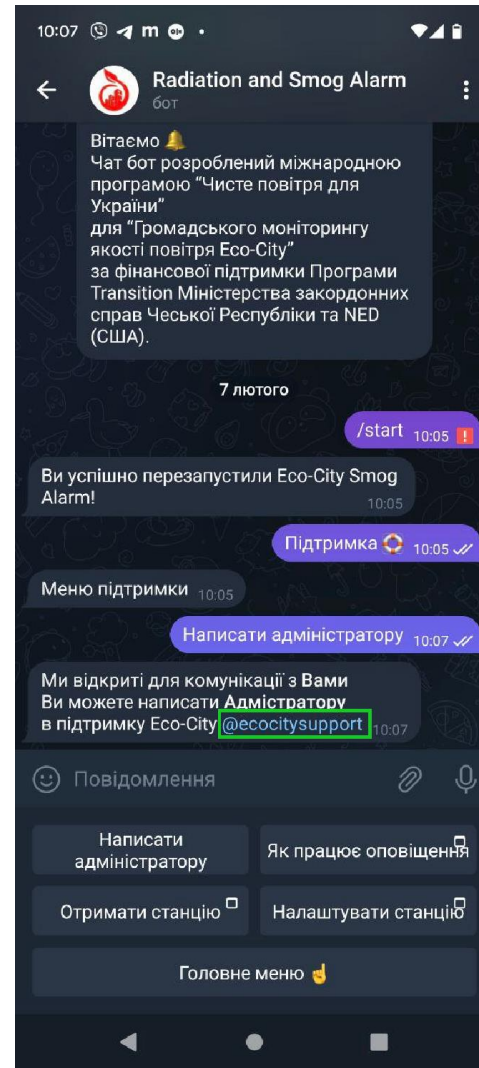 10:07
Radiation and Smog Alarm
бот
Вітаємо 🔔
Чат бот розроблений міжнародною
програмою “Чисте повітря для
України”
для “Громадського моніторингу
якості повітря Eco-City”
за фінансової підтримки Програми
Transition Міністерства закордонних
справ Чеської Республіки та NED
(США).
7 лютого
/start 10:05
Ви успішно перезапустили Eco-City Smog
Alarm!
10:05
Підтримка 🛟 10:05
Меню підтримки 10:05
Написати адміністратору 10:07
Ми відкриті для комунікації з Вами
Ви можете написати Адмістратору
в підтримку Eco-City @ecocitysupport 10:07
Повідомлення
Написати
адміністратору
Як працює оповіщення
Отримати станцію
Налаштувати станцію
Головне меню ☝️